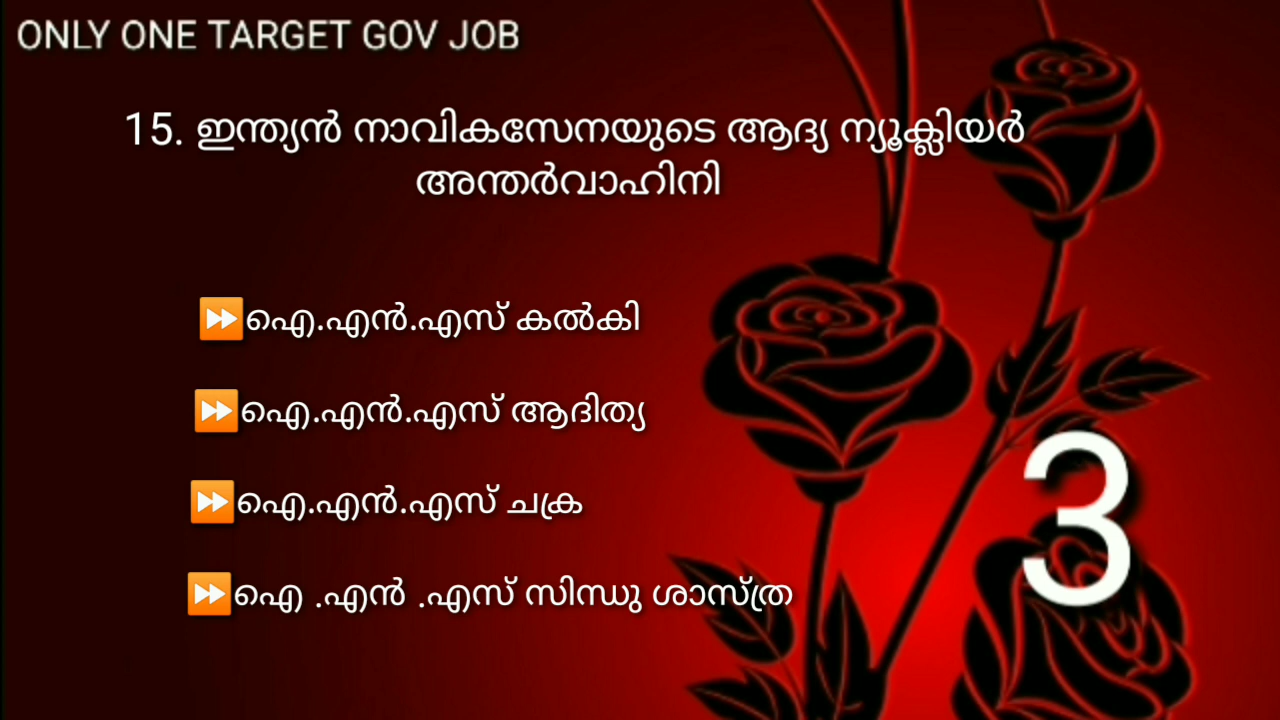 ONLY ONE TARGET GOV JOB
15. ഇന്ത്യൻ നാവികസേനയുടെ ആദ്യ ന്യൂക്ലിയർ
അന്തർവാഹിനി
⏩ഐ.എൻ.എസ് കൽകി
⏩ഐ.എൻ.എസ് ആദിത്യ
⏩ഐ.എൻ.എസ് ചക്ര
⏩ഐ .എൻ .എസ് സിന്ധു ശാസ്ത്ര
3